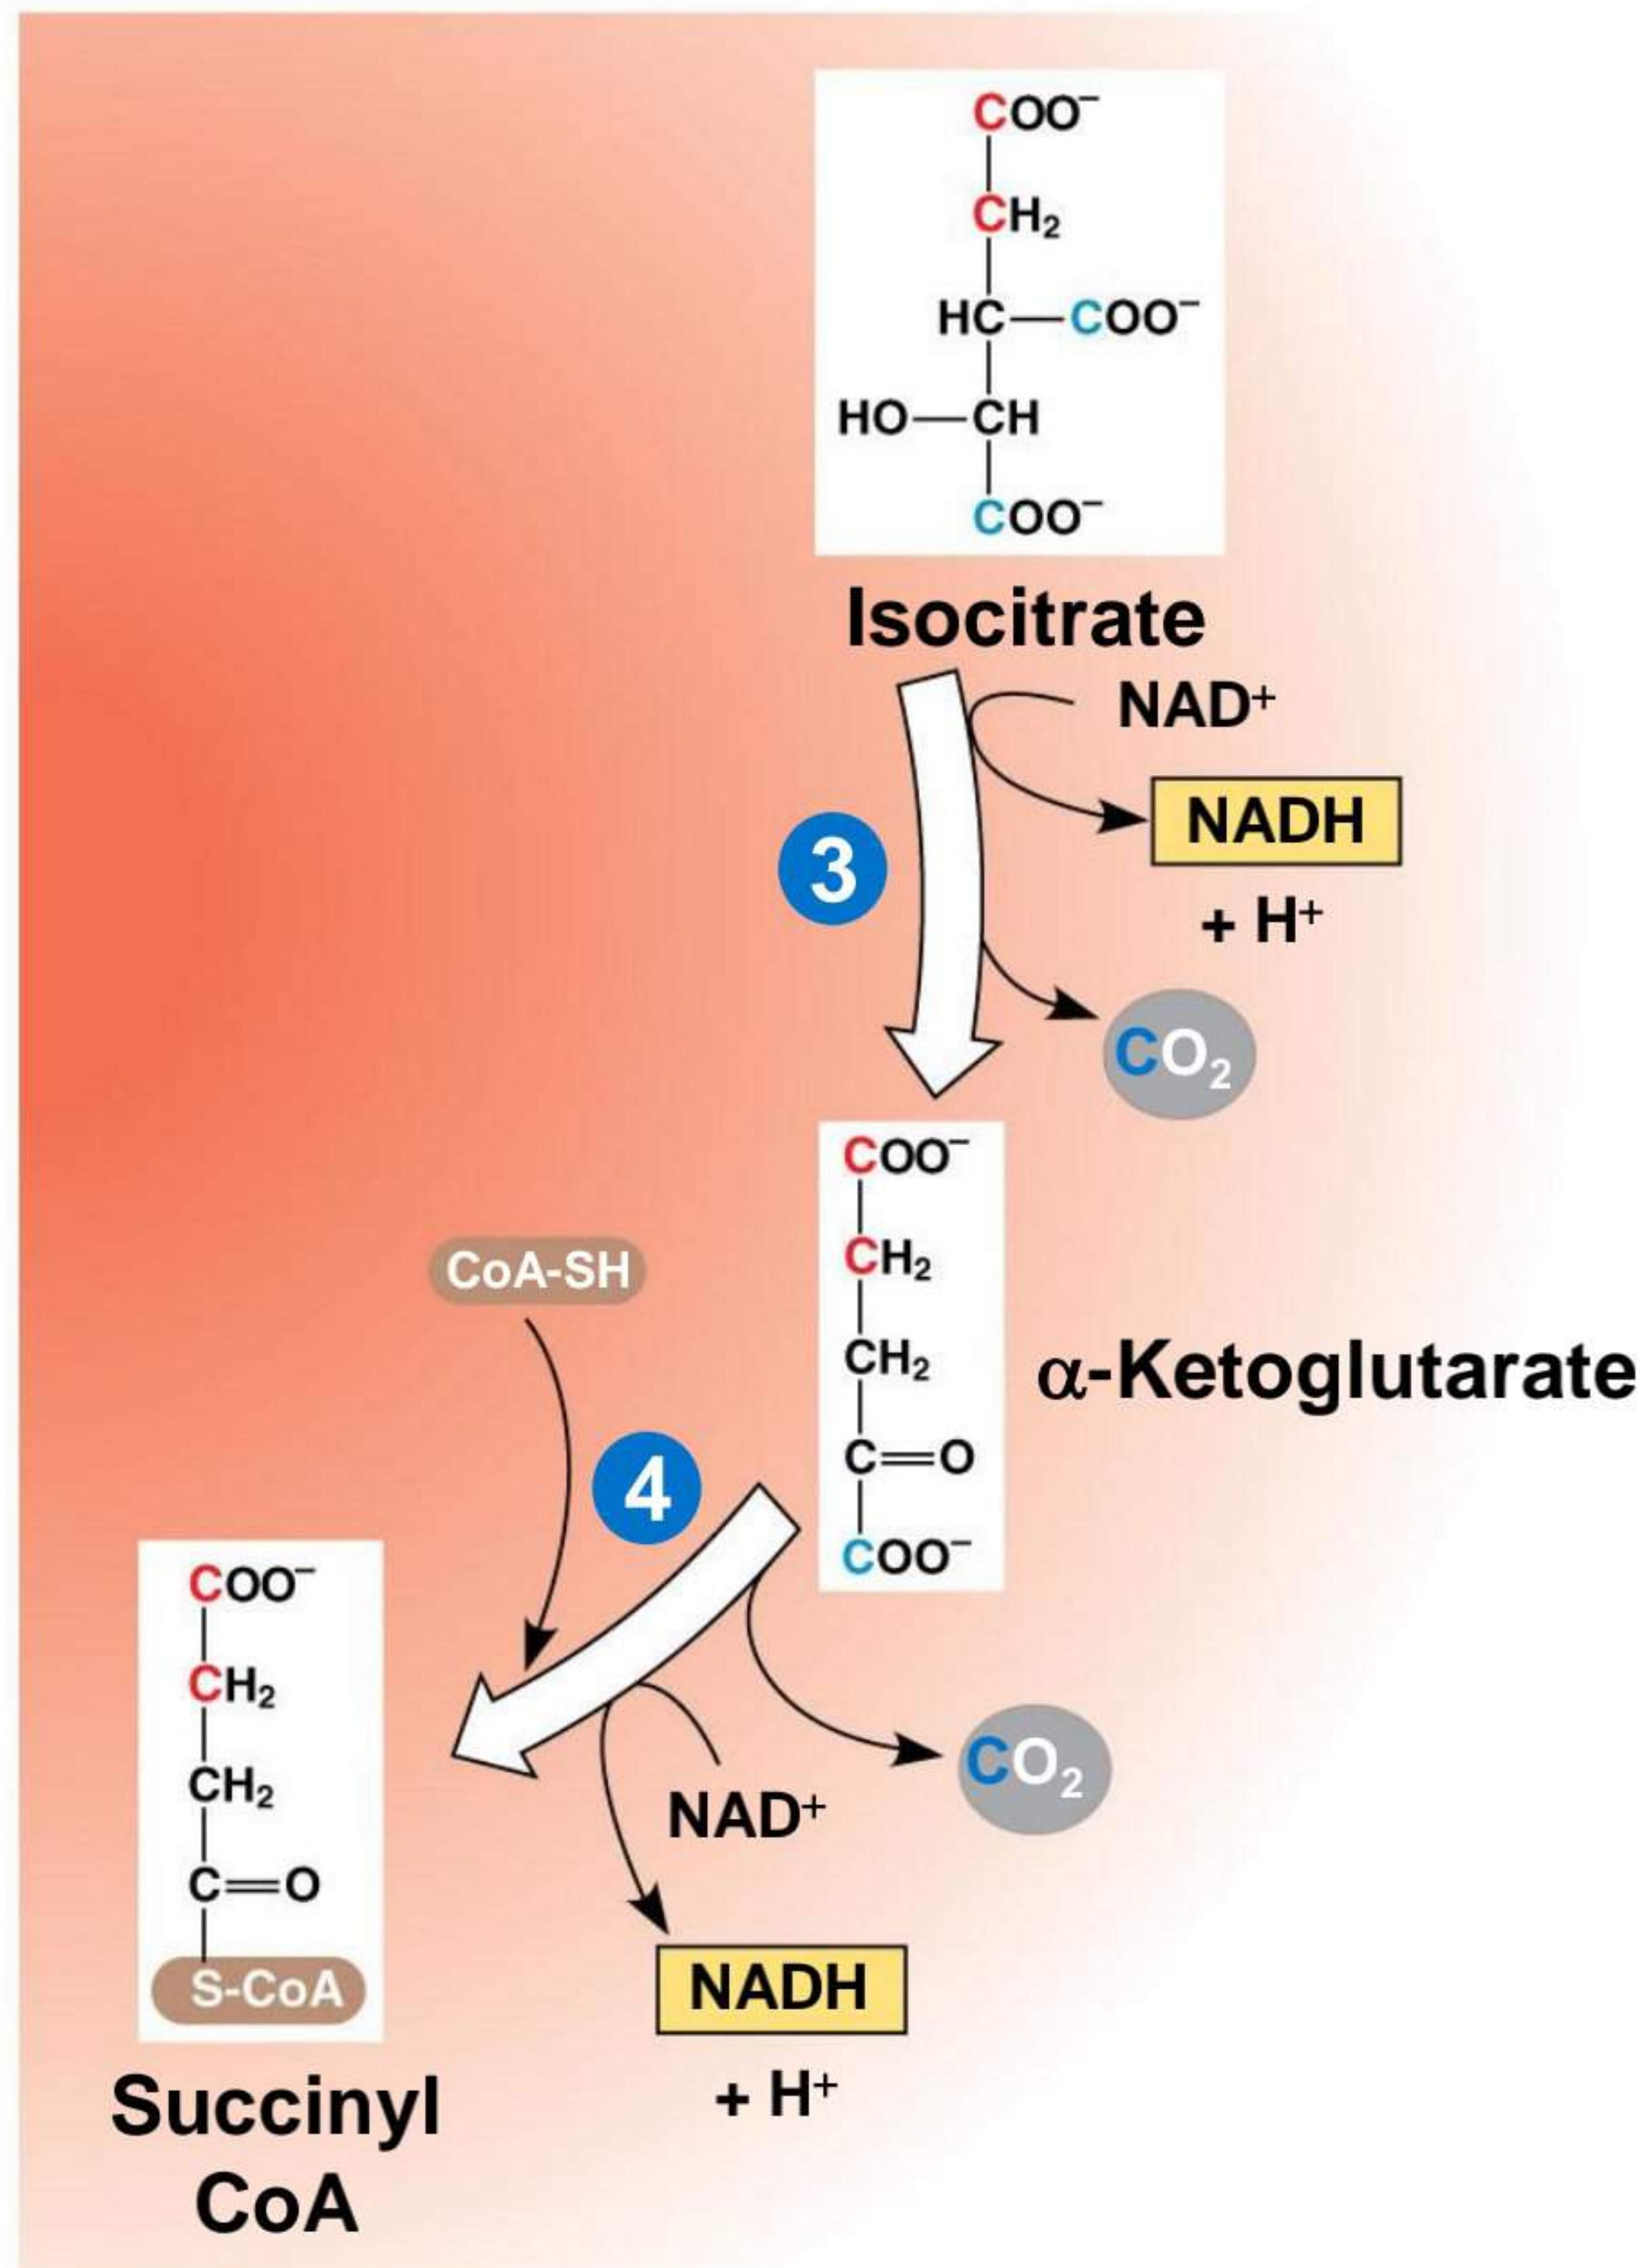 COO⁻
CH₂
HC—COO⁻
HO—CH
COO⁻
Isocitrate
NAD⁺
NADH
3
+ H⁺
CO₂
COO⁻
CH₂
CoA-SH
CH₂
α-Ketoglutarate
C=O
4
COO⁻
COO⁻
CH₂
CO₂
CH₂
NAD⁺
C=O
S-CoA
NADH
+ H⁺
Succinyl
CoA